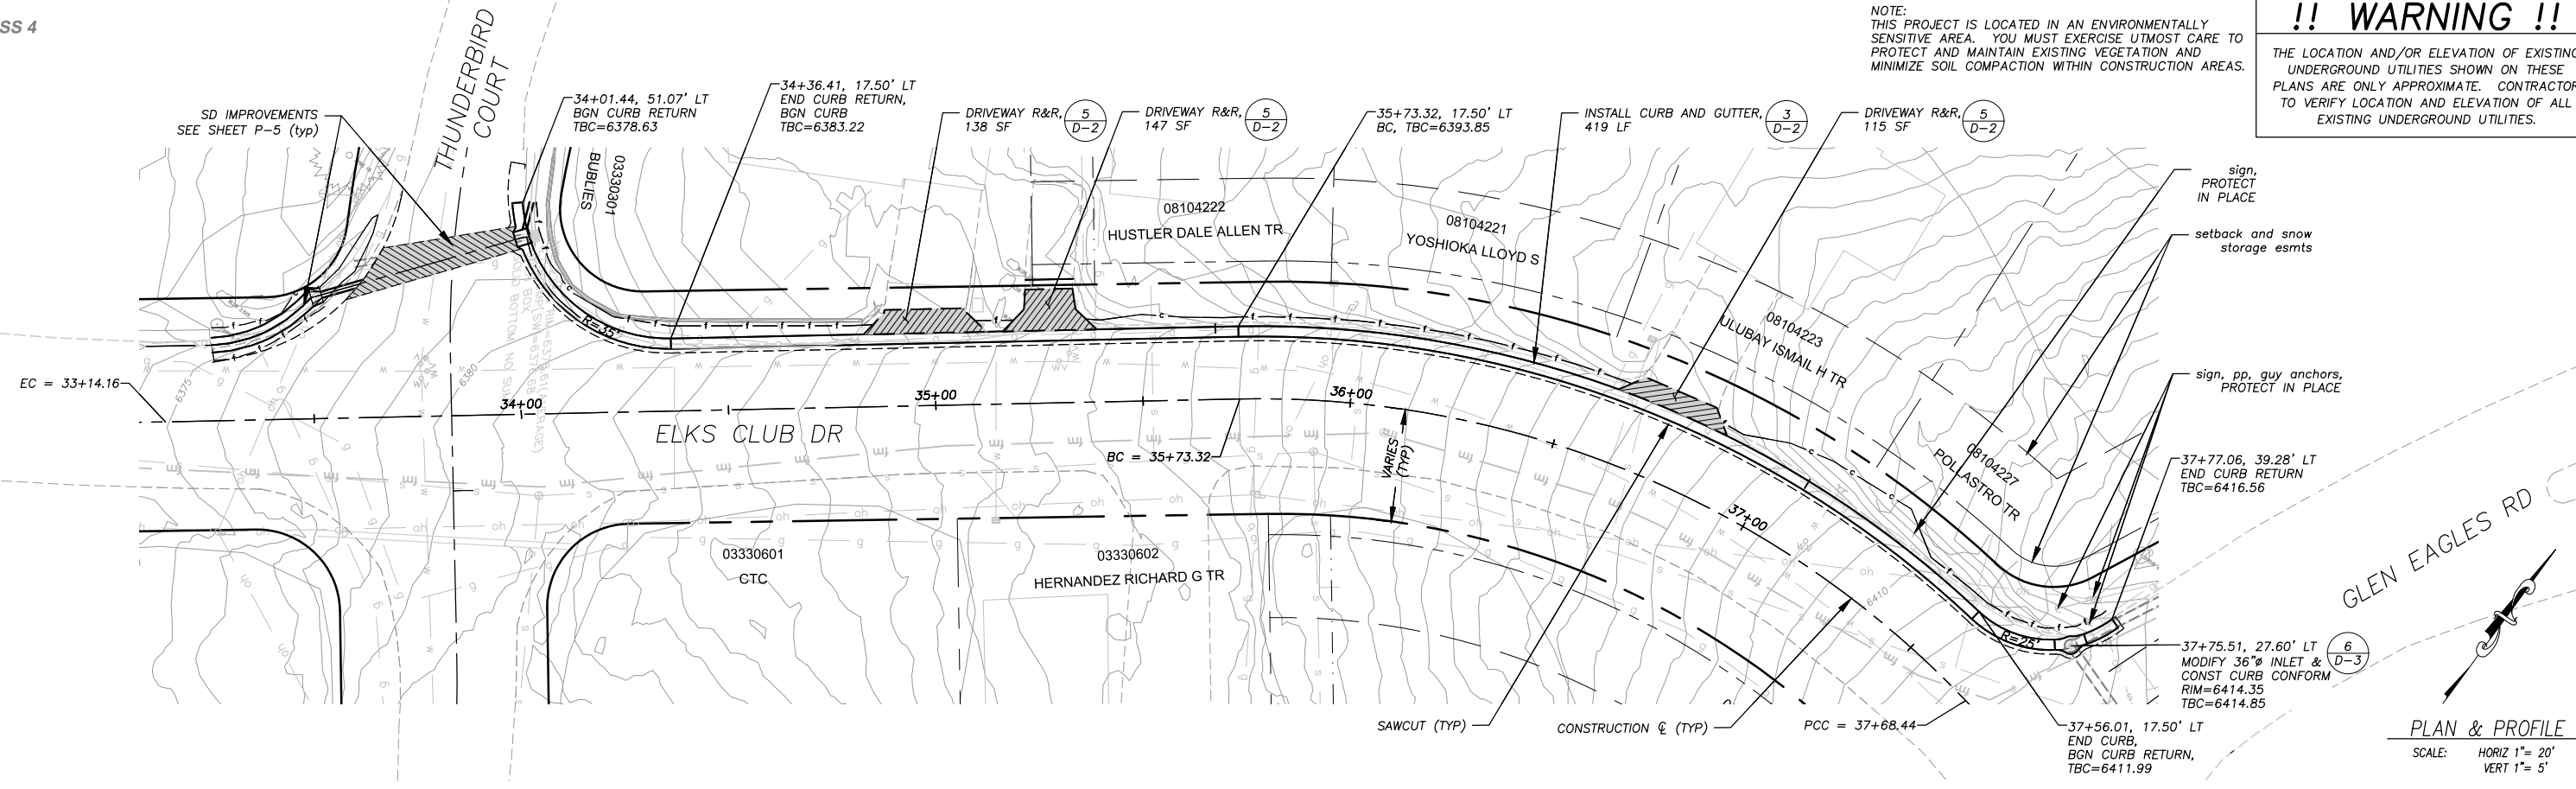 SS 4
NOTE:
THIS PROJECT IS LOCATED IN AN ENVIRONMENTALLY
SENSITIVE AREA. YOU MUST EXERCISE UTMOST CARE TO
PROTECT AND MAINTAIN EXISTING VEGETATION AND
MINIMIZE SOIL COMPACTION WITHIN CONSTRUCTION AREAS.
!! WARNING !!
THE LOCATION AND/OR ELEVATION OF EXISTING
UNDERGROUND UTILITIES SHOWN ON THESE
PLANS ARE ONLY APPROXIMATE. CONTRACTOR
TO VERIFY LOCATION AND ELEVATION OF ALL
EXISTING UNDERGROUND UTILITIES.
SD IMPROVEMENTS
SEE SHEET P-5 (typ)
THUNDERBIRD
COURT
34+01.44, 51.07' LT
BGN CURB RETURN
TBC=6378.63
34+36.41, 17.50' LT
END CURB RETURN,
BGN CURB
TBC=6383.22
DRIVEWAY R&R,
138 SF
5
D-2
DRIVEWAY R&R,
147 SF
5
D-2
35+73.32, 17.50' LT
BC, TBC=6393.85
INSTALL CURB AND GUTTER,
419 LF
3
D-2
DRIVEWAY R&R,
115 SF
5
D-2
sign,
PROTECT
IN PLACE
setback and snow
storage esmts
sign, pp, guy anchors,
PROTECT IN PLACE
03330301
BUBLIES
08104222
HUSTLER DALE ALLEN TR
08104221
YOSHIOKA LLOYD S
08104223
ULUBAY ISMAIL H TR
08104227
POLLASTRO TR
R=35'
EC = 33+14.16
6375
6380
34+00
35+00
36+00
37+00
ELKS CLUB DR
BC = 35+73.32
VARIES
(TYP)
03330601
CTC
03330602
HERNANDEZ RICHARD G TR
6410
R=25'
37+77.06, 39.28' LT
END CURB RETURN
TBC=6416.56
GLEN EAGLES RD
37+75.51, 27.60' LT
MODIFY 36"ø INLET &
CONST CURB CONFORM
RIM=6414.35
TBC=6414.85
6
D-3
SAWCUT (TYP)
CONSTRUCTION ℄ (TYP)
PCC = 37+68.44
37+56.01, 17.50' LT
END CURB,
BGN CURB RETURN,
TBC=6411.99
PLAN & PROFILE
SCALE: HORIZ 1"= 20'
VERT 1"= 5'